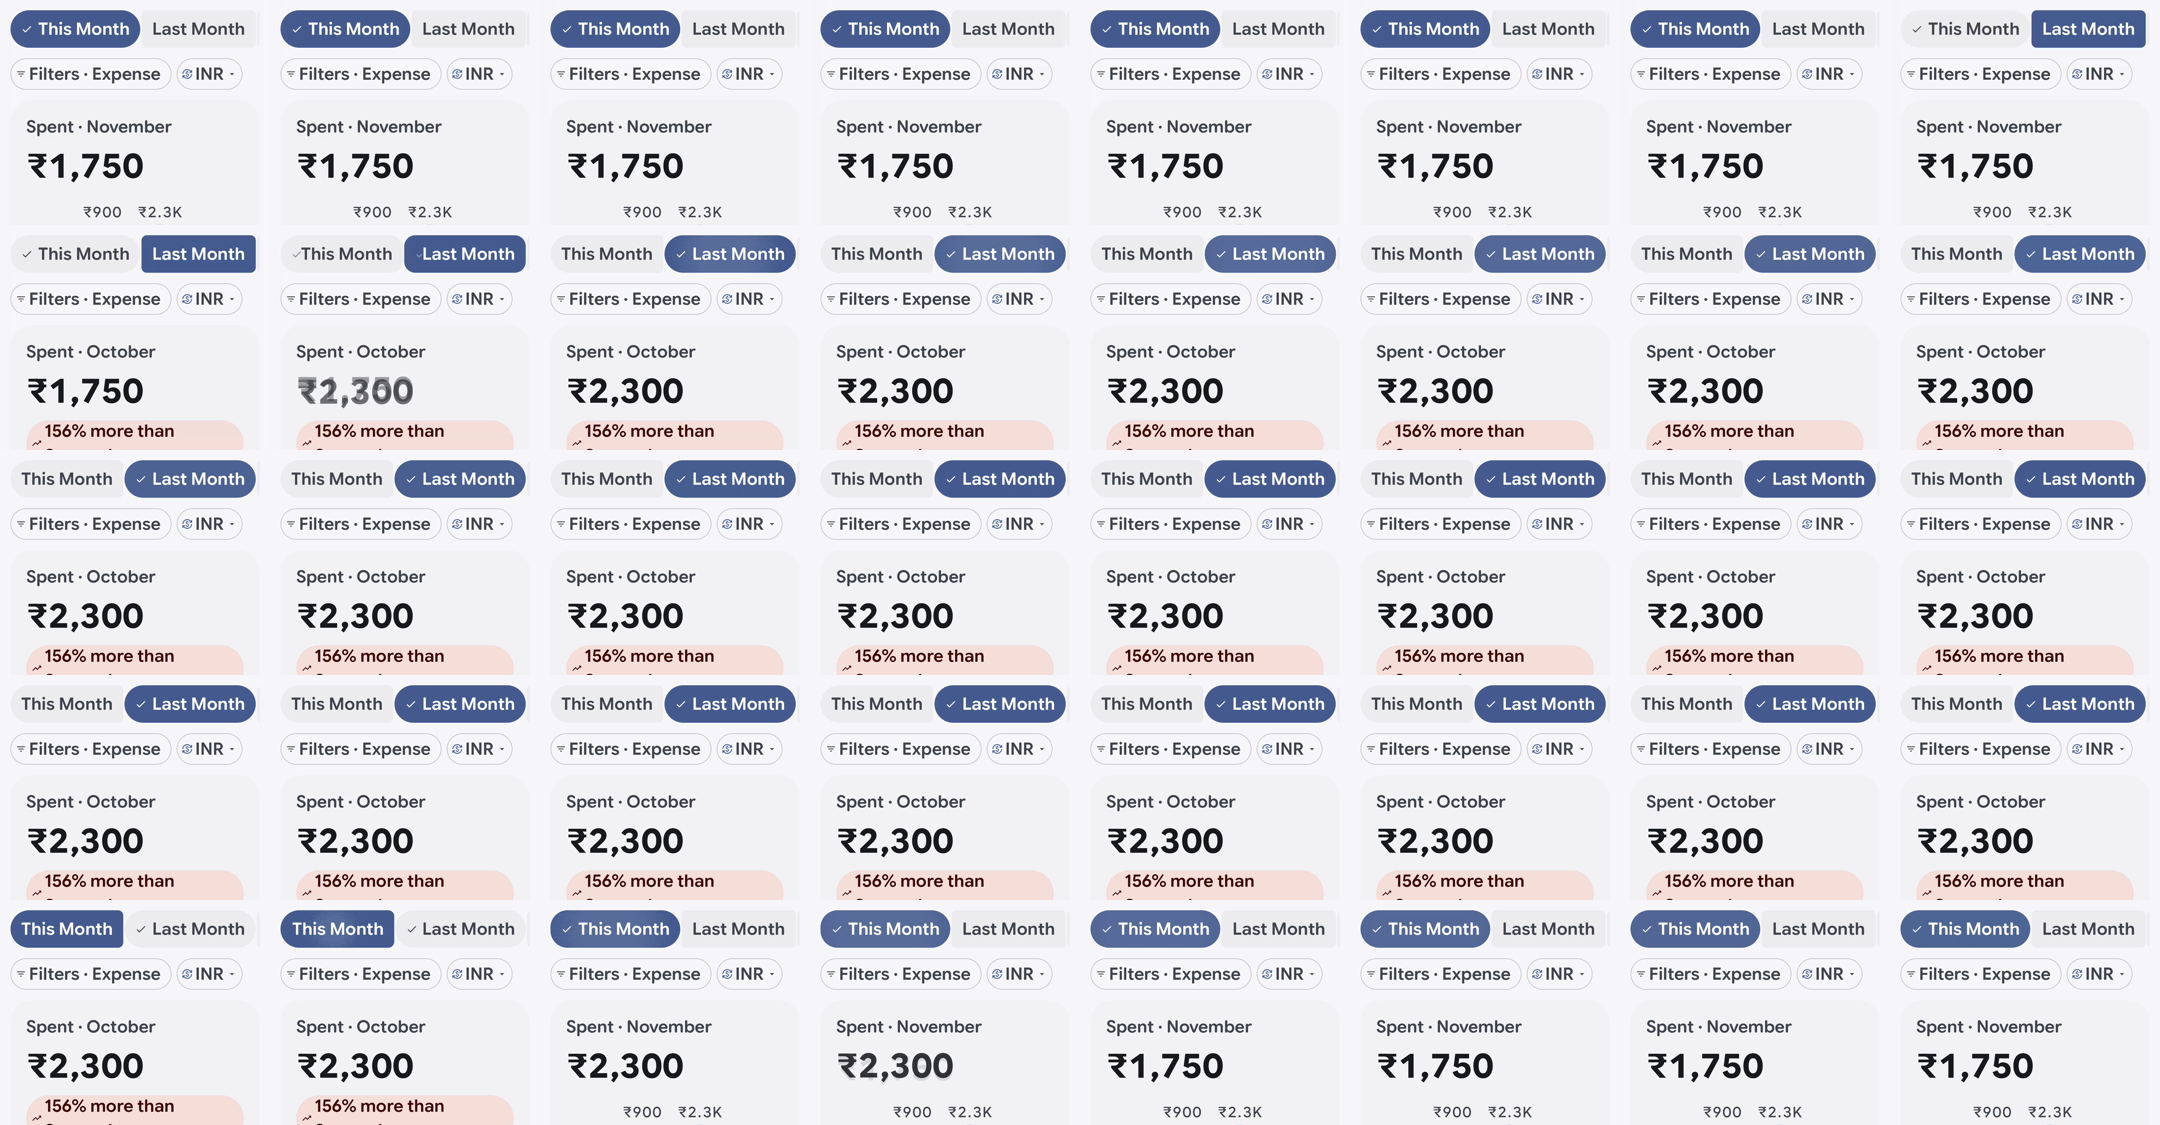 This Month Last Month This Month Last Month This Month Last Month This Month Last Month This Month Last Month This Month Last Month This Month Last Month This Month Last Month
Filters · Expense INR Filters · Expense INR Filters · Expense INR Filters · Expense INR Filters · Expense INR Filters · Expense INR Filters · Expense INR Filters · Expense INR
Spent · November Spent · November Spent · November Spent · November Spent · November Spent · November Spent · November Spent · November
₹1,750 ₹1,750 ₹1,750 ₹1,750 ₹1,750 ₹1,750 ₹1,750 ₹1,750
₹900 ₹2.3K ₹900 ₹2.3K ₹900 ₹2.3K ₹900 ₹2.3K ₹900 ₹2.3K ₹900 ₹2.3K ₹900 ₹2.3K ₹900 ₹2.3K
This Month Last Month This Month Last Month This Month Last Month This Month Last Month This Month Last Month This Month Last Month This Month Last Month This Month Last Month
Filters · Expense INR Filters · Expense INR Filters · Expense INR Filters · Expense INR Filters · Expense INR Filters · Expense INR Filters · Expense INR Filters · Expense INR
Spent · October Spent · October Spent · October Spent · October Spent · October Spent · October Spent · October Spent · October
₹1,750 ₹2,300 ₹2,300 ₹2,300 ₹2,300 ₹2,300 ₹2,300 ₹2,300
156% more than 156% more than 156% more than 156% more than 156% more than 156% more than 156% more than 156% more than
This Month Last Month This Month Last Month This Month Last Month This Month Last Month This Month Last Month This Month Last Month This Month Last Month This Month Last Month
Filters · Expense INR Filters · Expense INR Filters · Expense INR Filters · Expense INR Filters · Expense INR Filters · Expense INR Filters · Expense INR Filters · Expense INR
Spent · October Spent · October Spent · October Spent · October Spent · October Spent · October Spent · October Spent · October
₹2,300 ₹2,300 ₹2,300 ₹2,300 ₹2,300 ₹2,300 ₹2,300 ₹2,300
156% more than 156% more than 156% more than 156% more than 156% more than 156% more than 156% more than 156% more than
This Month Last Month This Month Last Month This Month Last Month This Month Last Month This Month Last Month This Month Last Month This Month Last Month This Month Last Month
Filters · Expense INR Filters · Expense INR Filters · Expense INR Filters · Expense INR Filters · Expense INR Filters · Expense INR Filters · Expense INR Filters · Expense INR
Spent · October Spent · October Spent · October Spent · October Spent · October Spent · October Spent · October Spent · October
₹2,300 ₹2,300 ₹2,300 ₹2,300 ₹2,300 ₹2,300 ₹2,300 ₹2,300
156% more than 156% more than 156% more than 156% more than 156% more than 156% more than 156% more than 156% more than
This Month Last Month This Month Last Month This Month Last Month This Month Last Month This Month Last Month This Month Last Month This Month Last Month This Month Last Month
Filters · Expense INR Filters · Expense INR Filters · Expense INR Filters · Expense INR Filters · Expense INR Filters · Expense INR Filters · Expense INR Filters · Expense INR
Spent · October Spent · October Spent · November Spent · November Spent · November Spent · November Spent · November Spent · November
₹2,300 ₹2,300 ₹2,300 ₹2,300 ₹1,750 ₹1,750 ₹1,750 ₹1,750
156% more than 156% more than ₹900 ₹2.3K ₹900 ₹2.3K ₹900 ₹2.3K ₹900 ₹2.3K ₹900 ₹2.3K ₹900 ₹2.3K